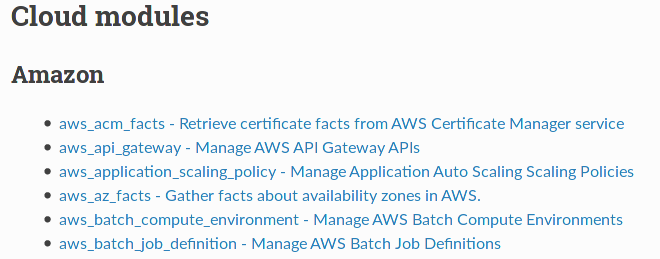 Cloud modules
Amazon
aws_acm_facts - Retrieve certificate facts from AWS Certificate Manager service
aws_api_gateway - Manage AWS API Gateway APIs
aws_application_scaling_policy - Manage Application Auto Scaling Scaling Policies
aws_az_facts - Gather facts about availability zones in AWS.
aws_batch_compute_environment - Manage AWS Batch Compute Environments
aws_batch_job_definition - Manage AWS Batch Job Definitions